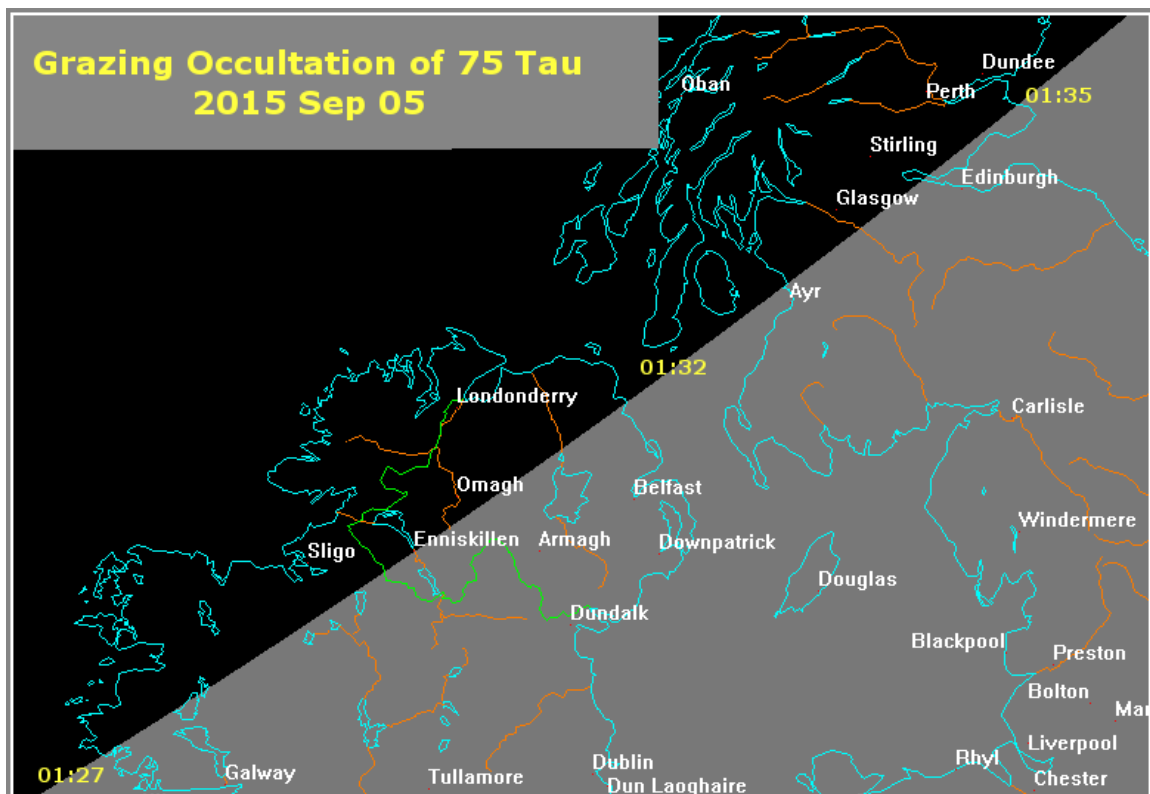 Grazing Occultation of 75 Tau
2015 Sep 05
Dundee
Oban
Perth
01:35
Stirling
Edinburgh
Glasgow
Ayr
01:32
Londonderry
Carlisle
Omagh
Belfast
Windermere
Sligo
Enniskillen
Armagh
Downpatrick
Douglas
Dundalk
Blackpool
Preston
Bolton
Mar
Liverpool
01:27
Galway
Tullamore
Dublin
Dun Laoghaire
Rhyl
Chester